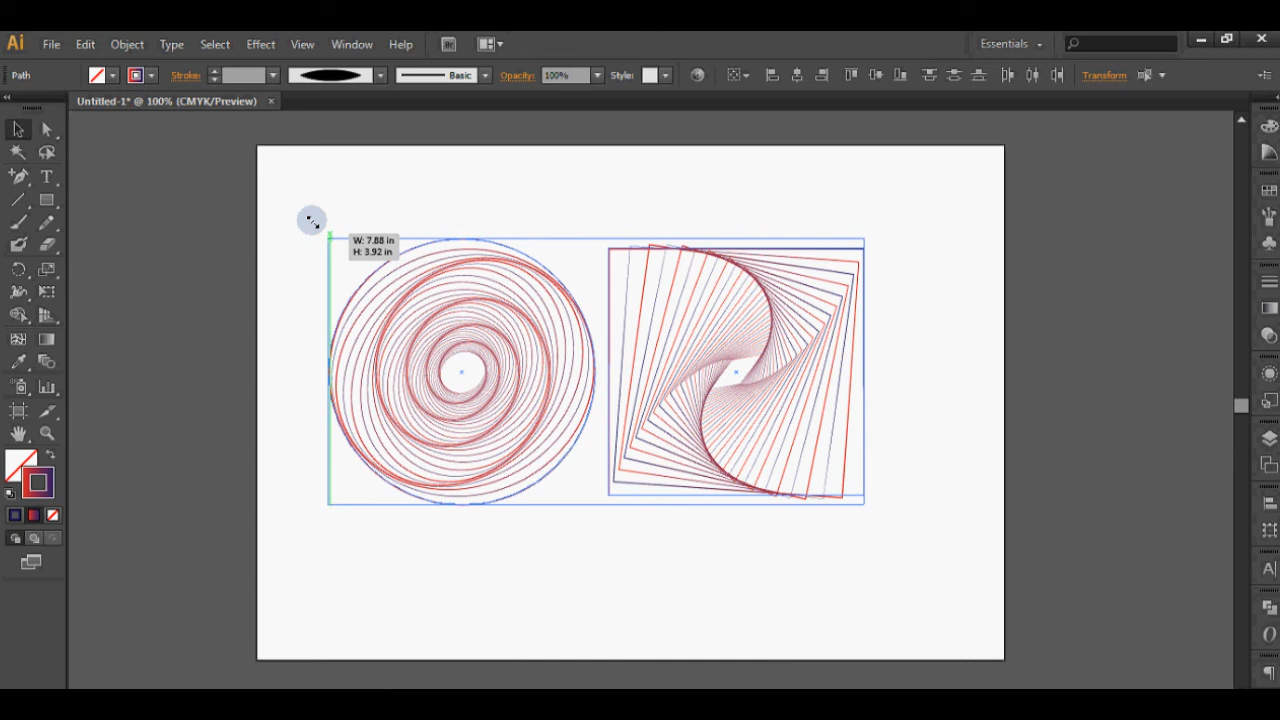 Ai File Edit Object Type Select Effect View Window Help Br Essentials
Path Stroke: Basic Opacity: 100% Style: Transform
Untitled-1* @ 100% (CMYK/Preview) ×
T
W: 7.88 in
H: 3.92 in
A